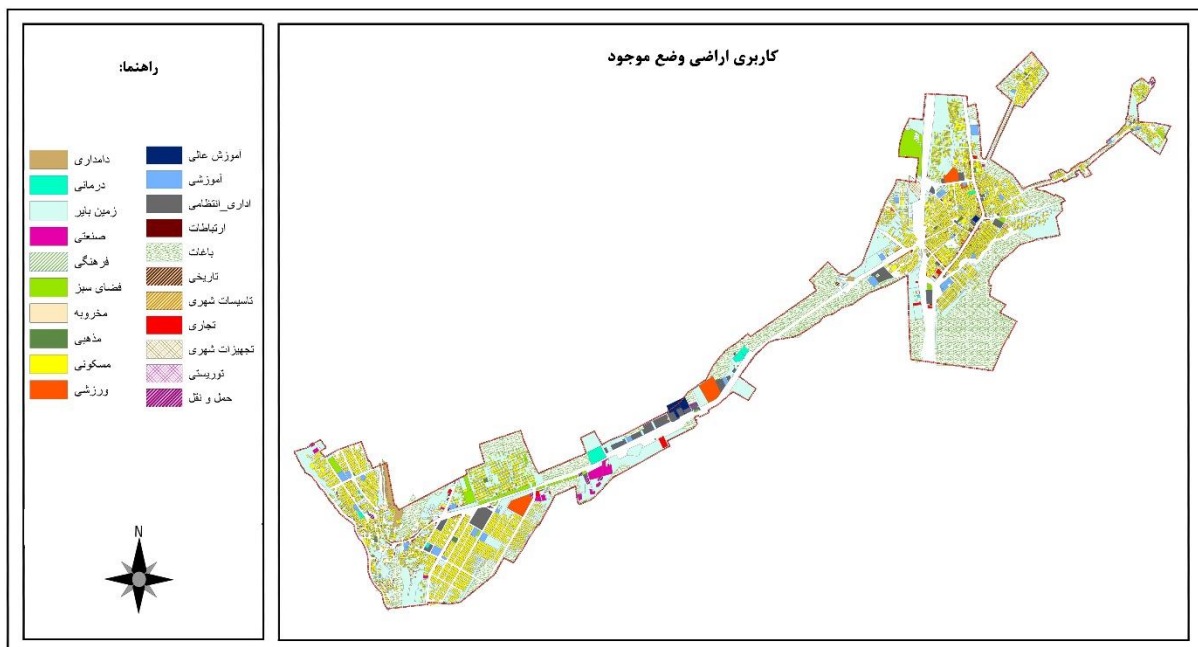 کاربری اراضی وضع موجود
راهنما:
آموزش عالی
آموزشی
اداری_انتظامی
ارتباطات
باغات
تاریخی
تاسیسات شهری
تجاری
تجهیزات شهری
توریستی
حمل و نقل
دامداری
درمانی
زمین بایر
صنعتی
فرهنگی
فضای سبز
مخروبه
مذهبی
مسکونی
ورزشی
N